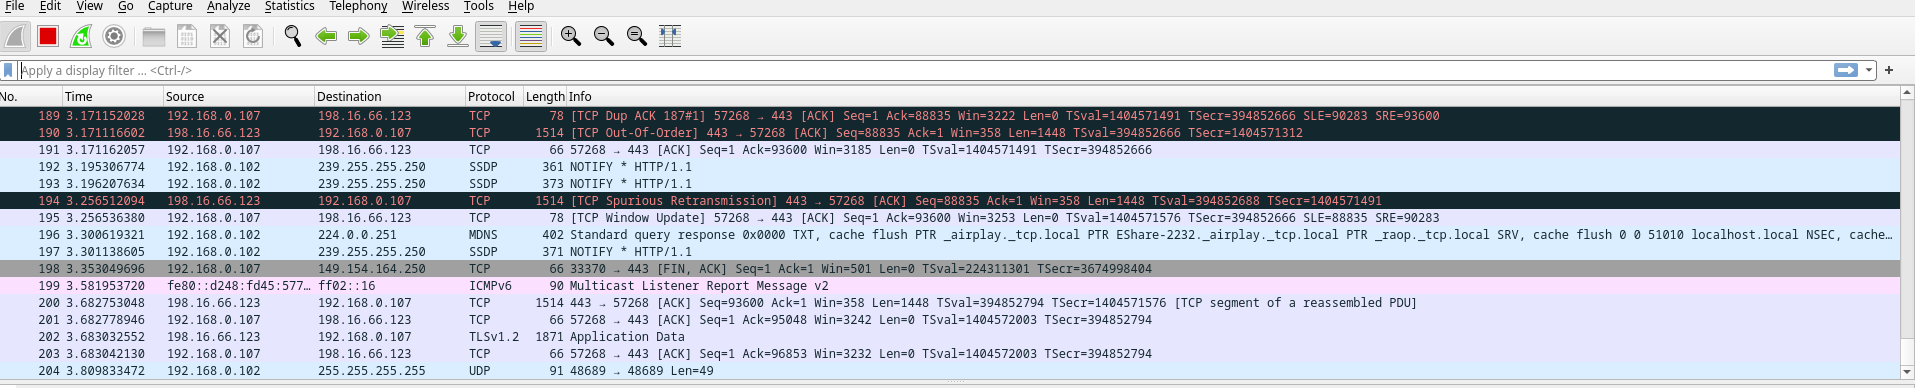 File Edit View Go Capture Analyze Statistics Telephony Wireless Tools Help
Apply a display filter ... <Ctrl-/>
No. Time Source Destination Protocol Length Info
189 3.171152028 192.168.0.107 198.16.66.123 TCP 78 [TCP Dup ACK 187#1] 57268 → 443 [ACK] Seq=1 Ack=88835 Win=3222 Len=0 TSval=1404571491 TSecr=394852666 SLE=90283 SRE=93600
190 3.171116602 198.16.66.123 192.168.0.107 TCP 1514 [TCP Out-Of-Order] 443 → 57268 [ACK] Seq=88835 Ack=1 Win=358 Len=1448 TSval=394852666 TSecr=1404571312
191 3.171162057 192.168.0.107 198.16.66.123 TCP 66 57268 → 443 [ACK] Seq=1 Ack=93600 Win=3185 Len=0 TSval=1404571491 TSecr=394852666
192 3.195306774 192.168.0.102 239.255.255.250 SSDP 361 NOTIFY * HTTP/1.1
193 3.196207634 192.168.0.102 239.255.255.250 SSDP 373 NOTIFY * HTTP/1.1
194 3.256512094 198.16.66.123 192.168.0.107 TCP 1514 [TCP Spurious Retransmission] 443 → 57268 [ACK] Seq=88835 Ack=1 Win=358 Len=1448 TSval=394852688 TSecr=1404571491
195 3.256536380 192.168.0.107 198.16.66.123 TCP 78 [TCP Window Update] 57268 → 443 [ACK] Seq=1 Ack=93600 Win=3253 Len=0 TSval=1404571576 TSecr=394852666 SLE=88835 SRE=90283
196 3.300619321 192.168.0.102 224.0.0.251 MDNS 402 Standard query response 0x0000 TXT, cache flush PTR _airplay._tcp.local PTR EShare-2232._airplay._tcp.local PTR _raop._tcp.local SRV, cache flush 0 0 51010 localhost.local NSEC, cache…
197 3.301138605 192.168.0.102 239.255.255.250 SSDP 371 NOTIFY * HTTP/1.1
198 3.353049696 192.168.0.107 149.154.164.250 TCP 66 33370 → 443 [FIN, ACK] Seq=1 Ack=1 Win=501 Len=0 TSval=224311301 TSecr=3674998404
199 3.581953720 fe80::d248:fd45:577… ff02::16 ICMPv6 90 Multicast Listener Report Message v2
200 3.682753048 198.16.66.123 192.168.0.107 TCP 1514 443 → 57268 [ACK] Seq=93600 Ack=1 Win=358 Len=1448 TSval=394852794 TSecr=1404571576 [TCP segment of a reassembled PDU]
201 3.682778946 192.168.0.107 198.16.66.123 TCP 66 57268 → 443 [ACK] Seq=1 Ack=95048 Win=3242 Len=0 TSval=1404572003 TSecr=394852794
202 3.683032552 198.16.66.123 192.168.0.107 TLSv1.2 1871 Application Data
203 3.683042130 192.168.0.107 198.16.66.123 TCP 66 57268 → 443 [ACK] Seq=1 Ack=96853 Win=3232 Len=0 TSval=1404572003 TSecr=394852794
204 3.809833472 192.168.0.102 255.255.255.255 UDP 91 48689 → 48689 Len=49